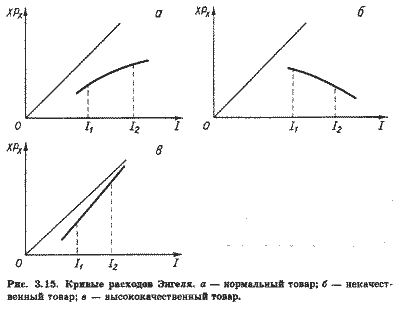 XPₓ
а
O
I₁
I₂
I
XPₓ
б
O
I₁
I₂
I
XPₓ
в
O
I₁
I₂
I
Рис. 3.15. Кривые расходов Энгеля. а — нормальный товар; б — некачест-
венный товар; в — высококачественный товар.